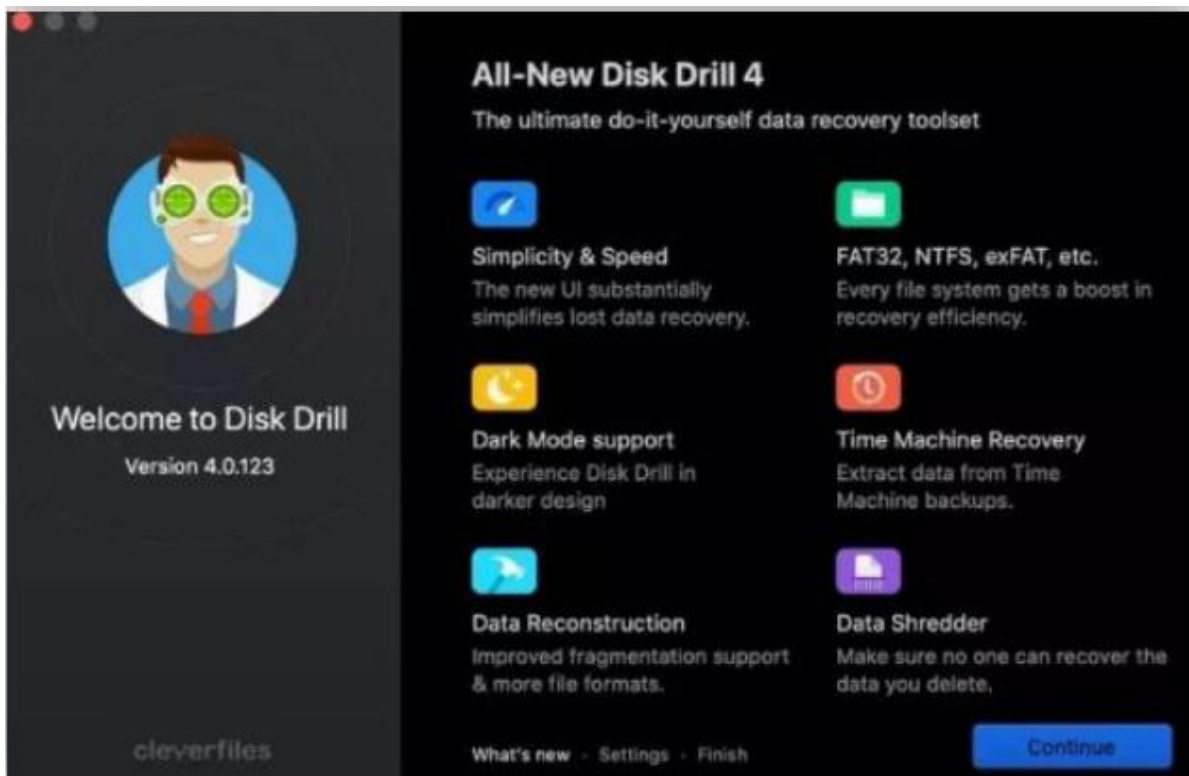 Welcome to Disk Drill
Version 4.0.123
cleverfiles
All-New Disk Drill 4
The ultimate do-it-yourself data recovery toolset
Simplicity & Speed
The new UI substantially
simplifies lost data recovery.
FAT32, NTFS, exFAT, etc.
Every file system gets a boost in
recovery efficiency.
Dark Mode support
Experience Disk Drill in
darker design
Time Machine Recovery
Extract data from Time
Machine backups.
Data Reconstruction
Improved fragmentation support
& more file formats.
Data Shredder
Make sure no one can recover the
data you delete.
What's new · Settings · Finish
Continue